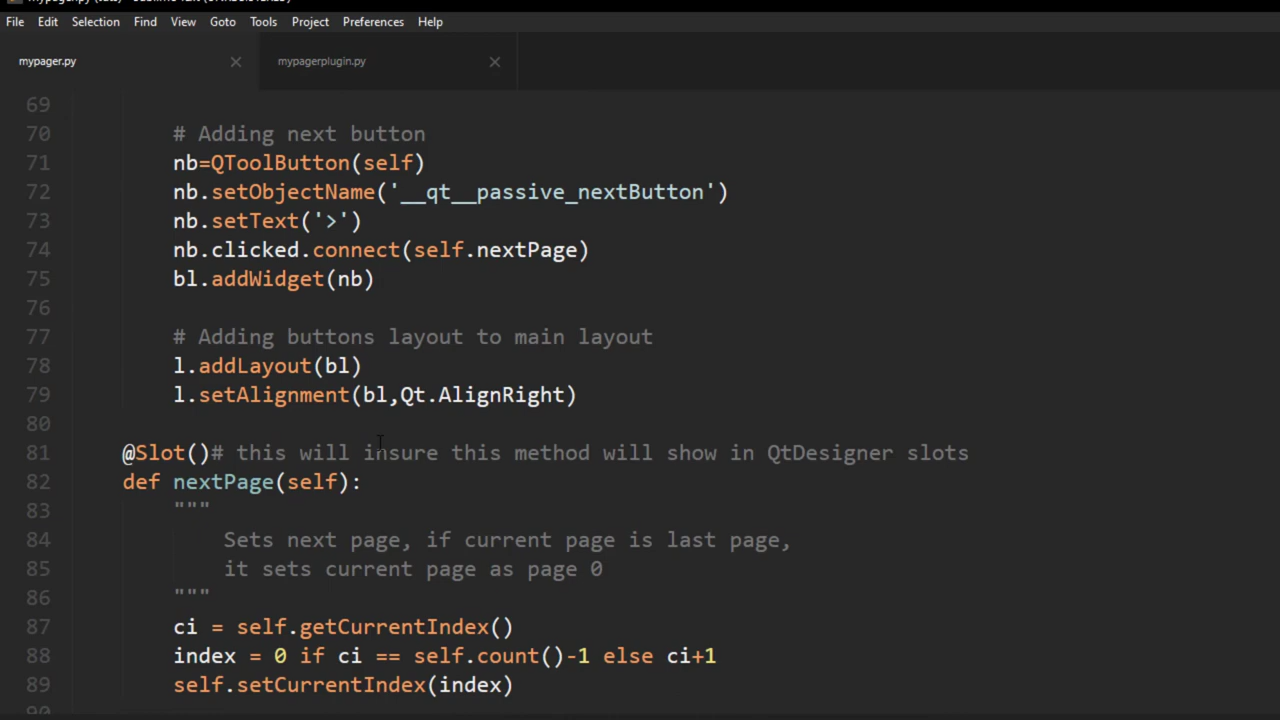 File Edit Selection Find View Goto Tools Project Preferences Help
mypager.py × mypagerplugin.py ×
69
70 # Adding next button
71 nb=QToolButton(self)
72 nb.setObjectName('__qt__passive_nextButton')
73 nb.setText('>')
74 nb.clicked.connect(self.nextPage)
75 bl.addWidget(nb)
76
77 # Adding buttons layout to main layout
78 l.addLayout(bl)
79 l.setAlignment(bl,Qt.AlignRight)
80
81 @Slot()# this will insure this method will show in QtDesigner slots
82 def nextPage(self):
83 """
84 Sets next page, if current page is last page,
85 it sets current page as page 0
86 """
87 ci = self.getCurrentIndex()
88 index = 0 if ci == self.count()-1 else ci+1
89 self.setCurrentIndex(index)
90